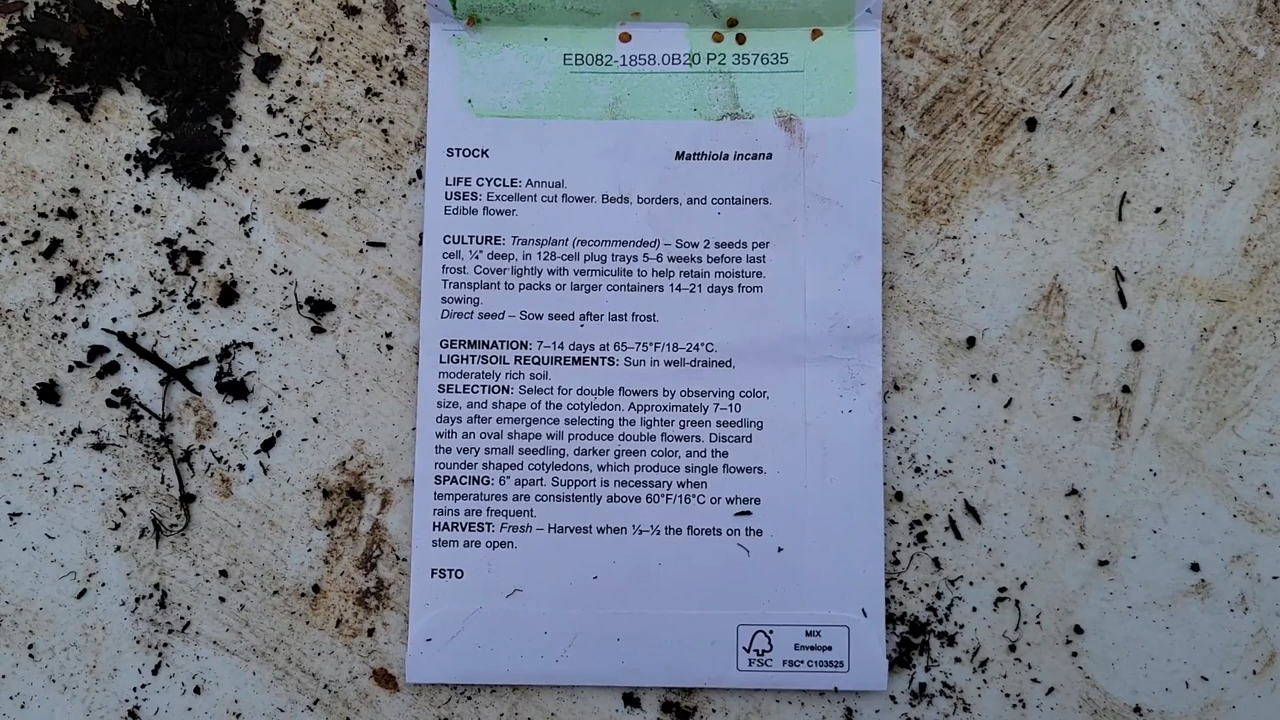 EB082-1858.0B20 P2 357635
STOCK Matthiola incana
LIFE CYCLE: Annual.
USES: Excellent cut flower. Beds, borders, and containers.
Edible flower.
CULTURE: Transplant (recommended) – Sow 2 seeds per
cell, ¼" deep, in 128-cell plug trays 5–6 weeks before last
frost. Cover lightly with vermiculite to help retain moisture.
Transplant to packs or larger containers 14–21 days from
sowing.
Direct seed – Sow seed after last frost.
GERMINATION: 7–14 days at 65–75°F/18–24°C.
LIGHT/SOIL REQUIREMENTS: Sun in well-drained,
moderately rich soil.
SELECTION: Select for double flowers by observing color,
size, and shape of the cotyledon. Approximately 7–10
days after emergence selecting the lighter green seedling
with an oval shape will produce double flowers. Discard
the very small seedling, darker green color, and the
rounder shaped cotyledons, which produce single flowers.
SPACING: 6" apart. Support is necessary when
temperatures are consistently above 60°F/16°C or where
rains are frequent.
HARVEST: Fresh – Harvest when ⅓–½ the florets on the
stem are open.
FSTO
MIX
Envelope
FSC® C103525
FSC